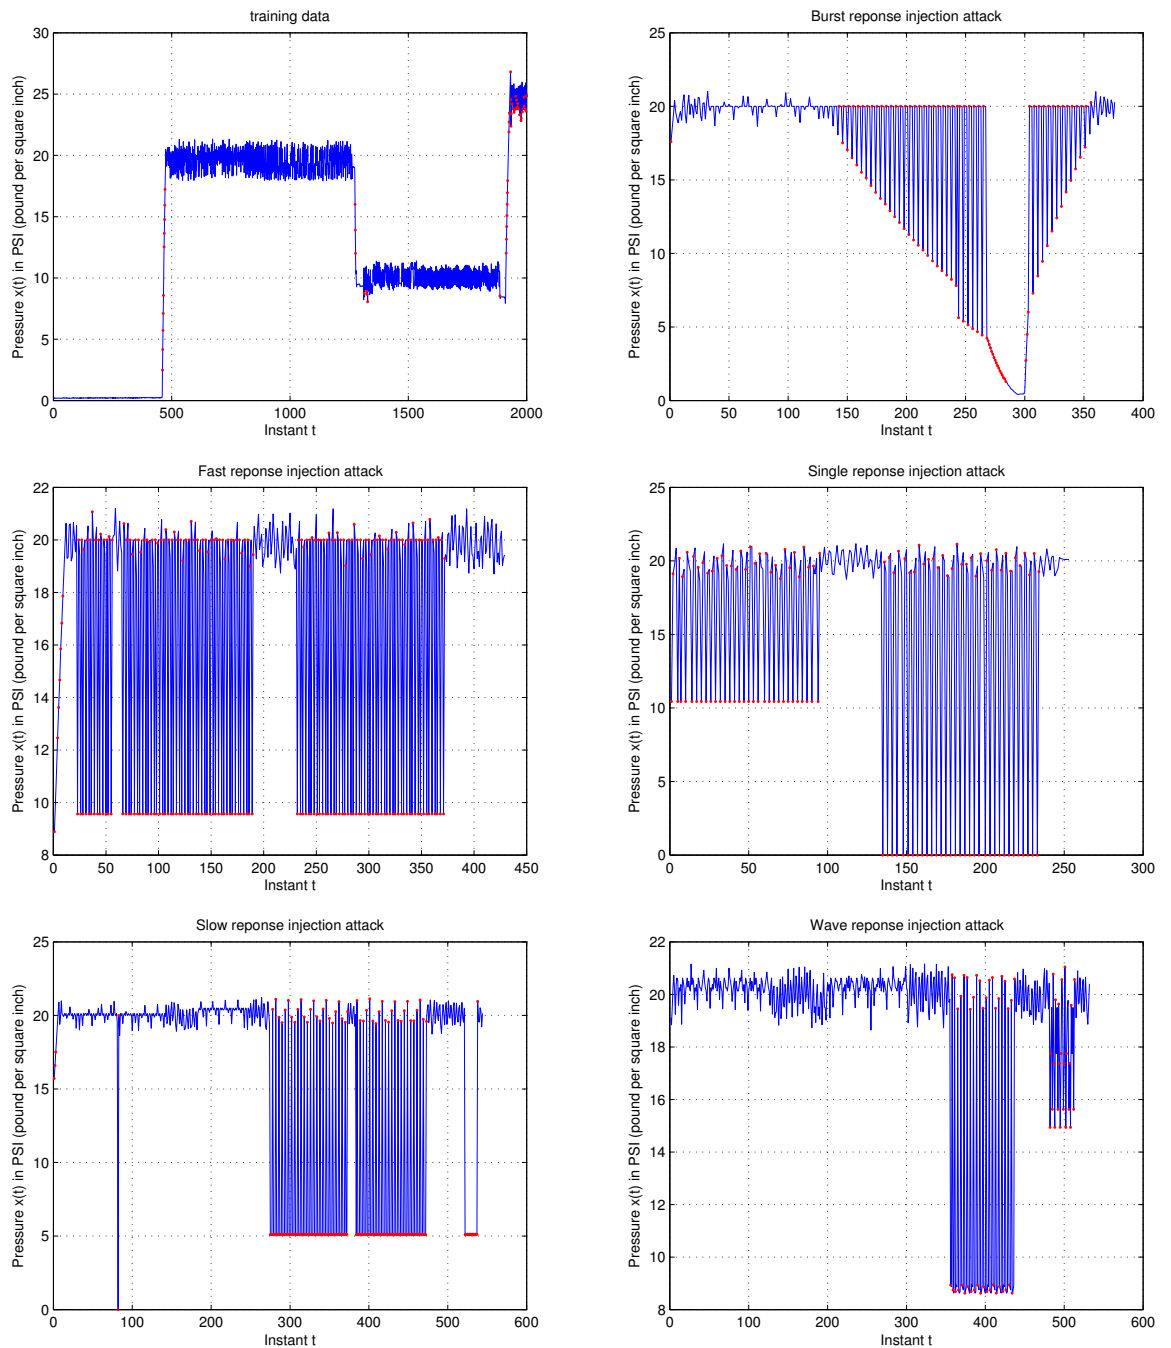 training data
30
25
20
15
10
5
0
0 500 1000 1500 2000
Instant t
Pressure x(t) in PSI (pound per square inch)
Burst reponse injection attack
25
20
15
10
5
0
0 50 100 150 200 250 300 350 400
Instant t
Pressure x(t) in PSI (pound per square inch)
Fast reponse injection attack
22
20
18
16
14
12
10
8
0 50 100 150 200 250 300 350 400 450
Instant t
Pressure x(t) in PSI (pound per square inch)
Single reponse injection attack
25
20
15
10
5
0
0 50 100 150 200 250 300
Instant t
Pressure x(t) in PSI (pound per square inch)
Slow reponse injection attack
25
20
15
10
5
0
0 100 200 300 400 500 600
Instant t
Pressure x(t) in PSI (pound per square inch)
Wave reponse injection attack
22
20
18
16
14
12
10
8
0 100 200 300 400 500 600
Instant t
Pressure x(t) in PSI (pound per square inch)